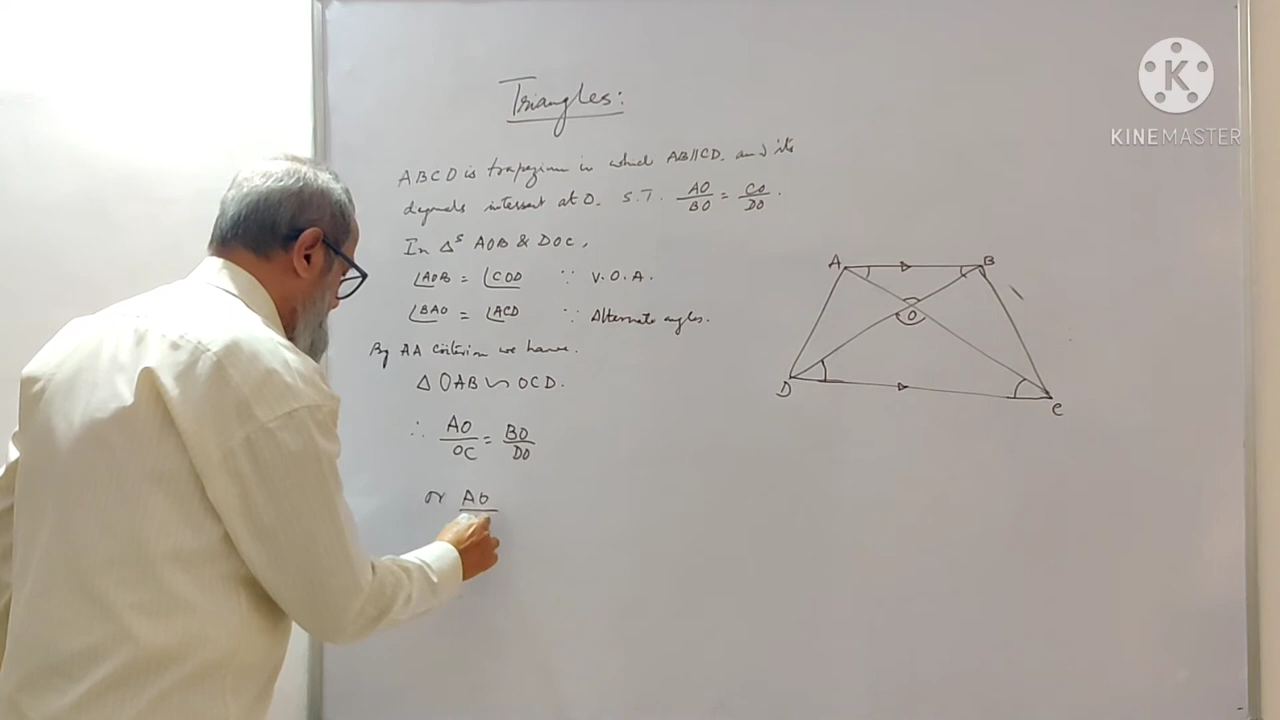 Triangles:
ABCD is trapezium in which AB∥CD. and its
diagonals intersect at O. S.T. AO/BO = CO/DO.
In Δˢ AOB & DOC,
∠AOB = ∠COD ∵ V.O.A.
∠BAO = ∠ACD ∵ Alternate angles.
By AA criterion we have.
Δ OAB ∽ OCD.
∴ AO/OC = BO/DO
or AO
A B
O
D C
K
KINEMASTER